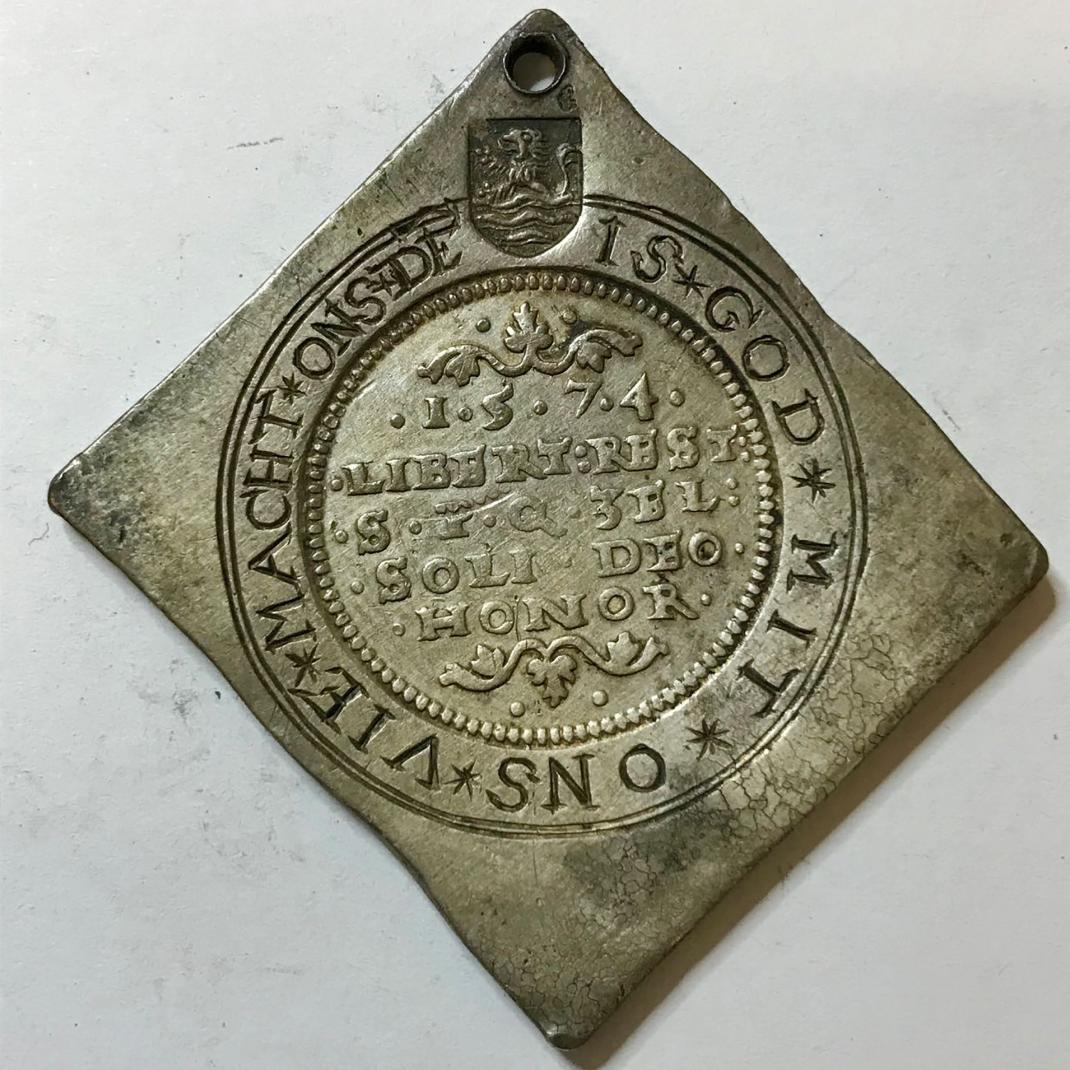 IS * GOD * MIT * ONS * VIE * MACHT * ONS * DE
· 1 · 5 · 7 · 4 ·
· LIBERT : REST :
· S · P · Q · ZEL :
· SOLI · DEO ·
· HONOR ·